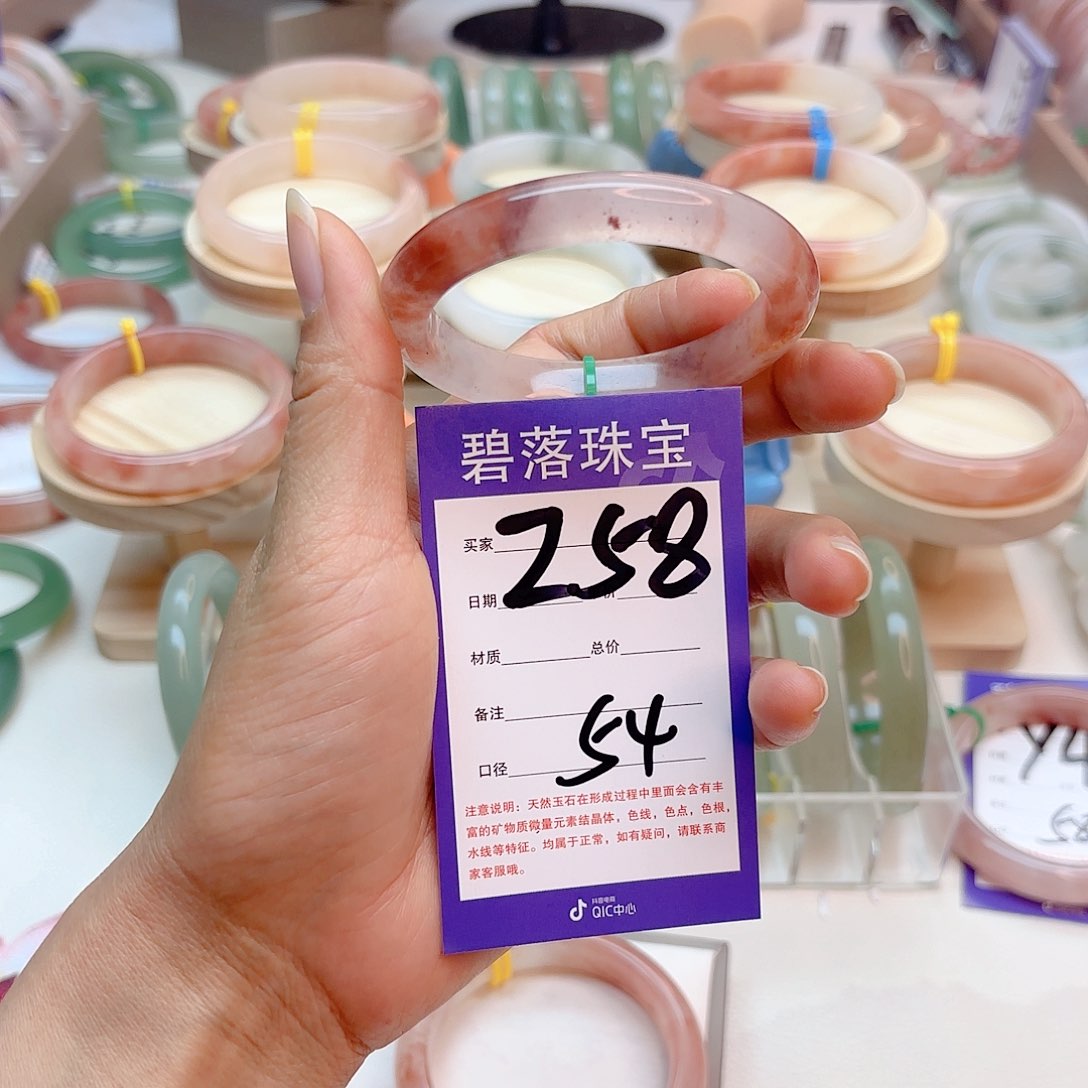 碧落珠宝
买家 258
日期
材质 总价
备注
口径 54
注意说明：天然玉石在形成过程中里面会含有丰
富的矿物质微量元素结晶体，色线，色点，色根，
水线等特征。均属于正常，如有疑问，请联系商
家客服哦。
抖音电商
QIC中心